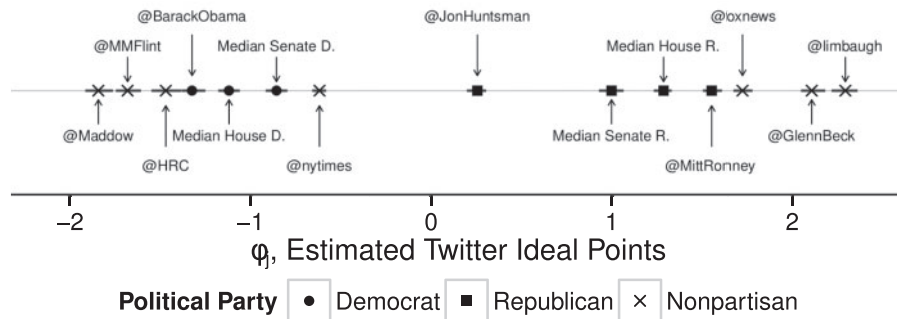 @BarackObama @JonHuntsman @foxnews
@MMFlint Median Senate D. Median House R. @limbaugh
@Maddow Median House D. Median Senate R. @GlennBeck
@HRC @nytimes @MittRomney
−2 −1 0 1 2
φj, Estimated Twitter Ideal Points
Political Party Democrat Republican Nonpartisan